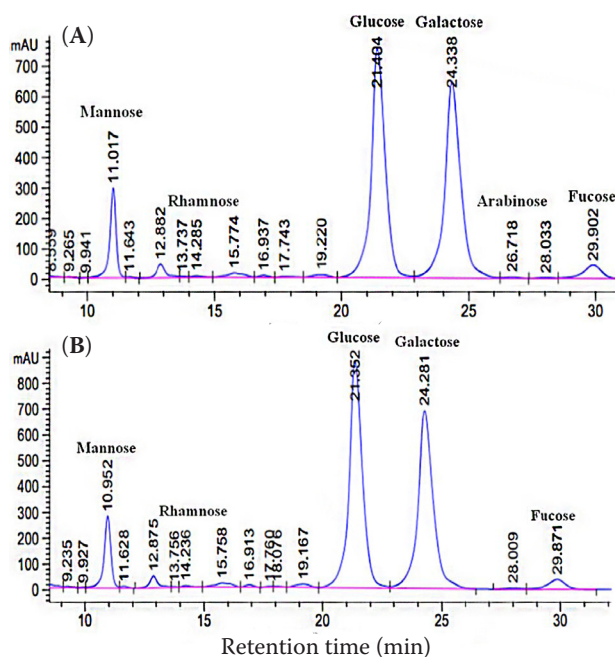 (A)
mAU
Glucose Galactose
21.404 24.338
700
600
500
400
300
200
100
0
Mannose
11.017
Rhamnose
Arabinose
Fucose
9.265
9.941
11.643
12.882
13.737
14.285
15.774
16.937
17.743
19.220
26.718
28.033
29.902
10 15 20 25 30
(B)
mAU
Glucose Galactose
21.352 24.281
800
700
600
500
400
300
200
100
0
Mannose
10.952
Rhamnose
Fucose
9.235
9.927
11.628
12.875
13.756
14.236
15.758
16.913
17.760
19.167
28.009
29.871
10 15 20 25 30
Retention time (min)